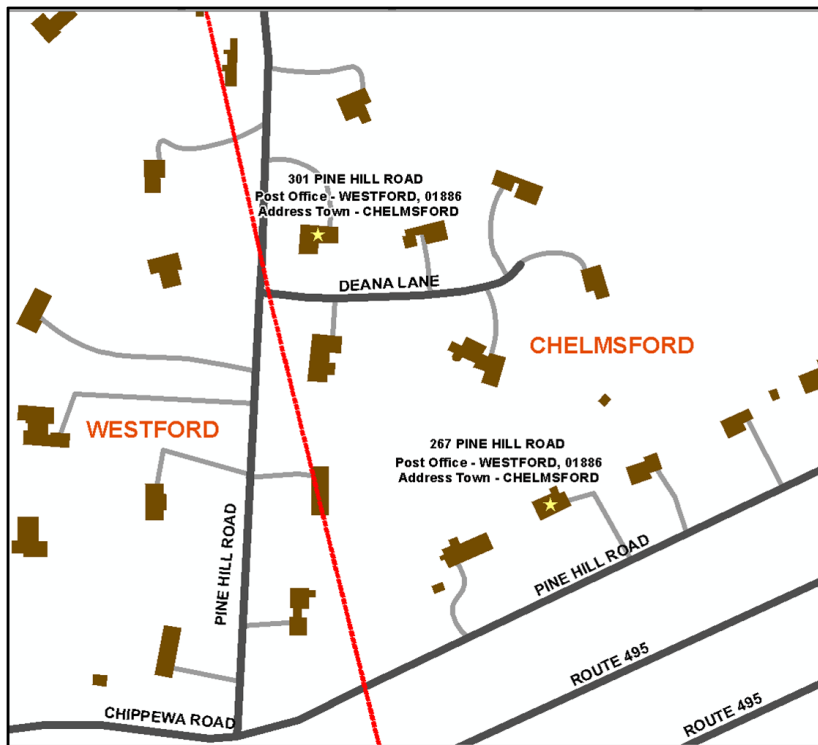 301 PINE HILL ROAD
Post Office - WESTFORD, 01886
Address Town - CHELMSFORD
DEANA LANE
CHELMSFORD
WESTFORD
267 PINE HILL ROAD
Post Office - WESTFORD, 01886
Address Town - CHELMSFORD
PINE HILL ROAD
PINE HILL ROAD
ROUTE 495
CHIPPEWA ROAD
ROUTE 495